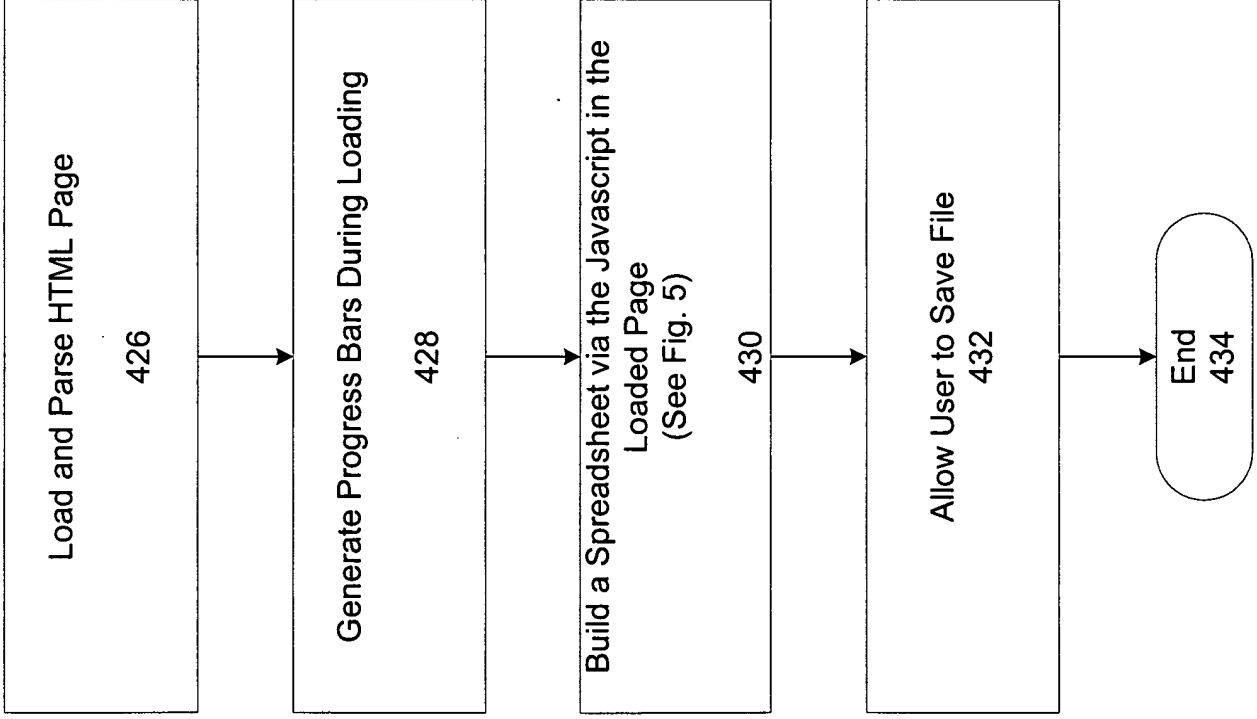 Load and Parse HTML Page
426
Generate Progress Bars During Loading
428
Build a Spreadsheet via the Javascript in the
Loaded Page
(See Fig. 5)
430
Allow User to Save File
432
End
434